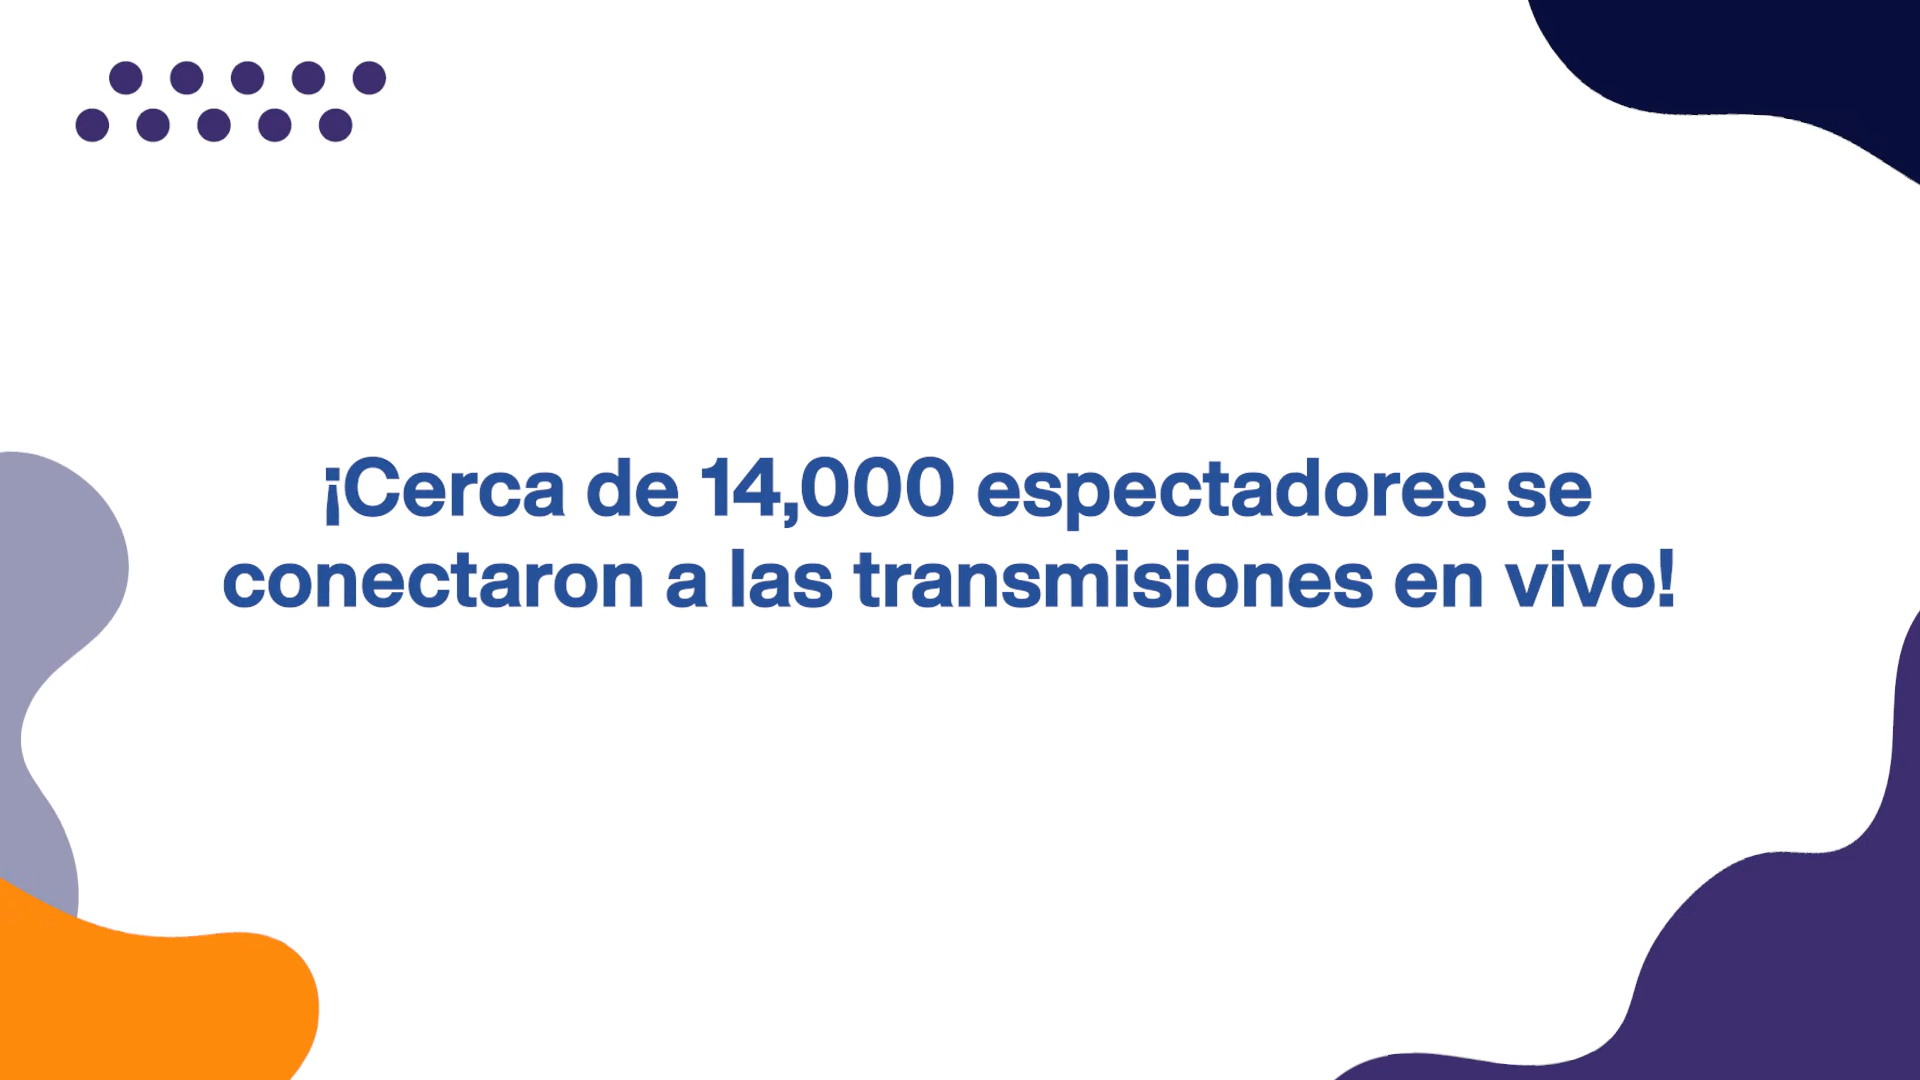 ¡Cerca de 14,000 espectadores se
conectaron a las transmisiones en vivo!